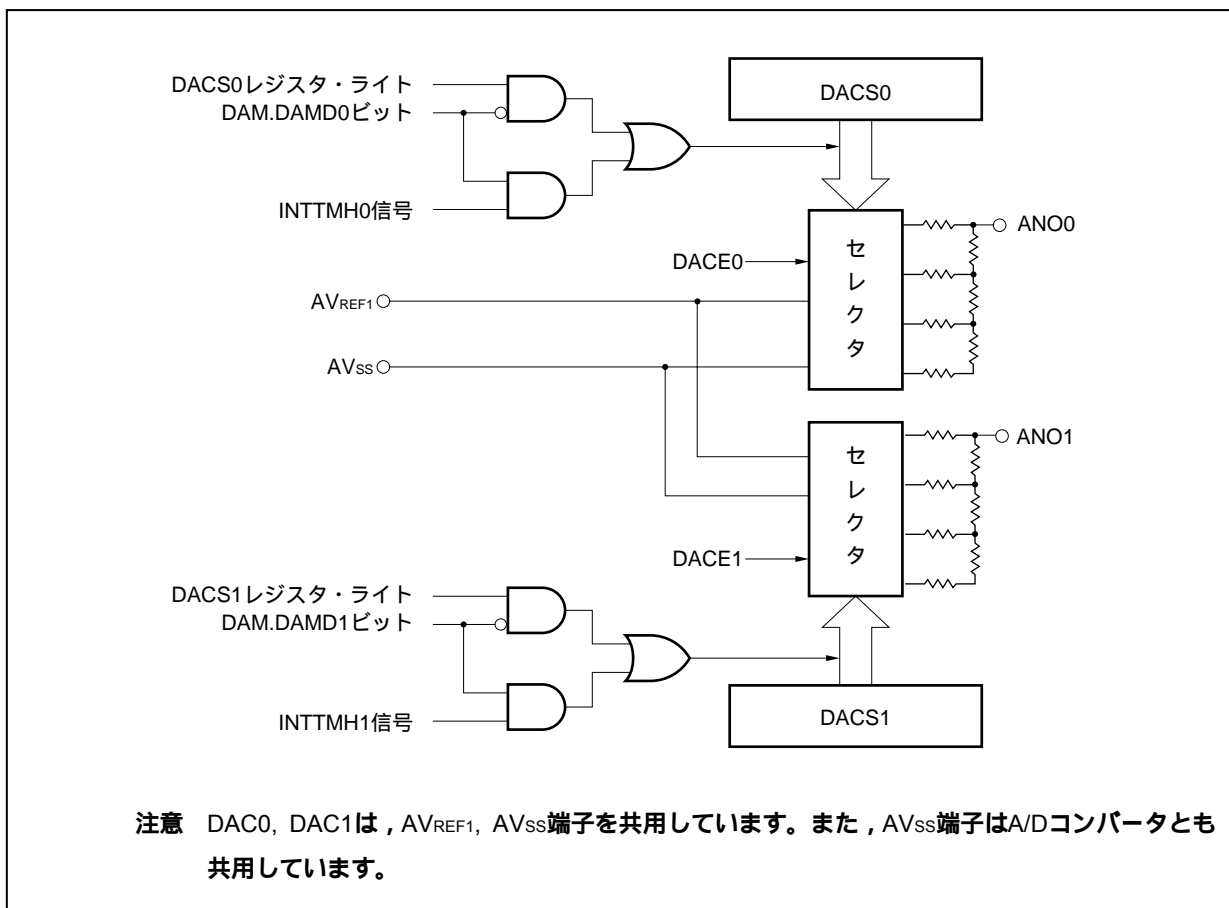 DACS0レジスタ・ライト
DAM.DAMD0ビット
INTTMH0信号
DACS0
セレクタ
DACE0
ANO0
AVREF1
AVSS
セレクタ
DACE1
ANO1
DACS1レジスタ・ライト
DAM.DAMD1ビット
INTTMH1信号
DACS1
注意 DAC0, DAC1は，AVREF1, AVSS端子を共用しています。また，AVSS端子はA/Dコンバータとも
共用しています。